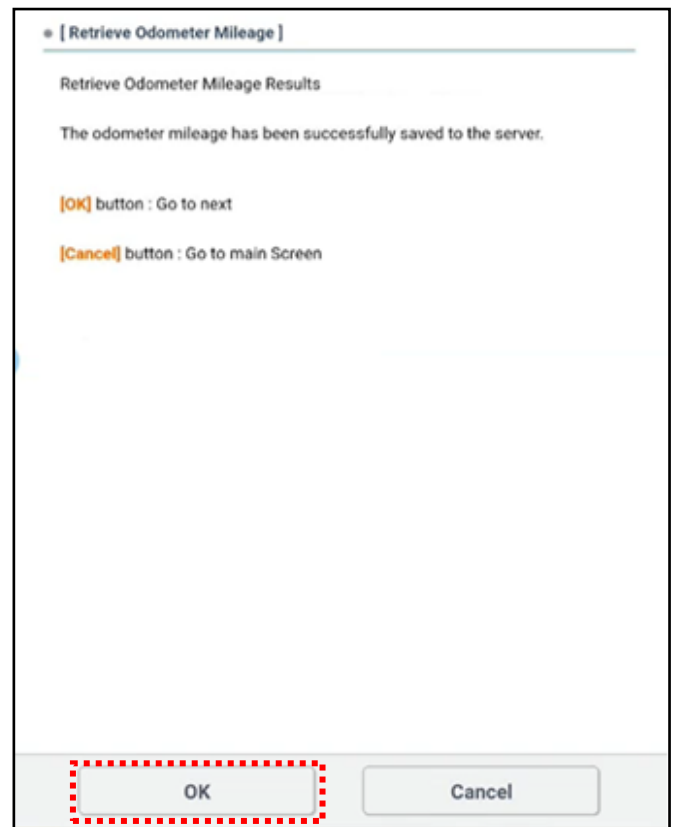 [ Retrieve Odometer Mileage ]
Retrieve Odometer Mileage Results
The odometer mileage has been successfully saved to the server.
[OK] button : Go to next
[Cancel] button : Go to main Screen
OK
Cancel